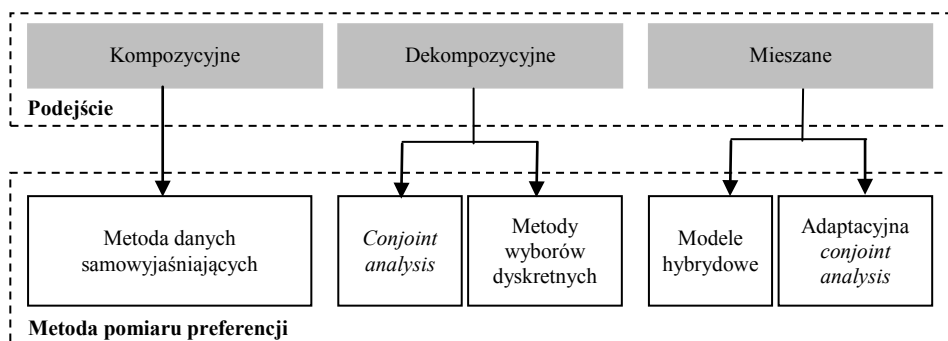 Kompozycyjne
Dekompozycyjne
Mieszane
Podejście
Metoda danych
samowyjaśniających
Conjoint
analysis
Metody
wyborów
dyskretnych
Modele
hybrydowe
Adaptacyjna
conjoint
analysis
Metoda pomiaru preferencji